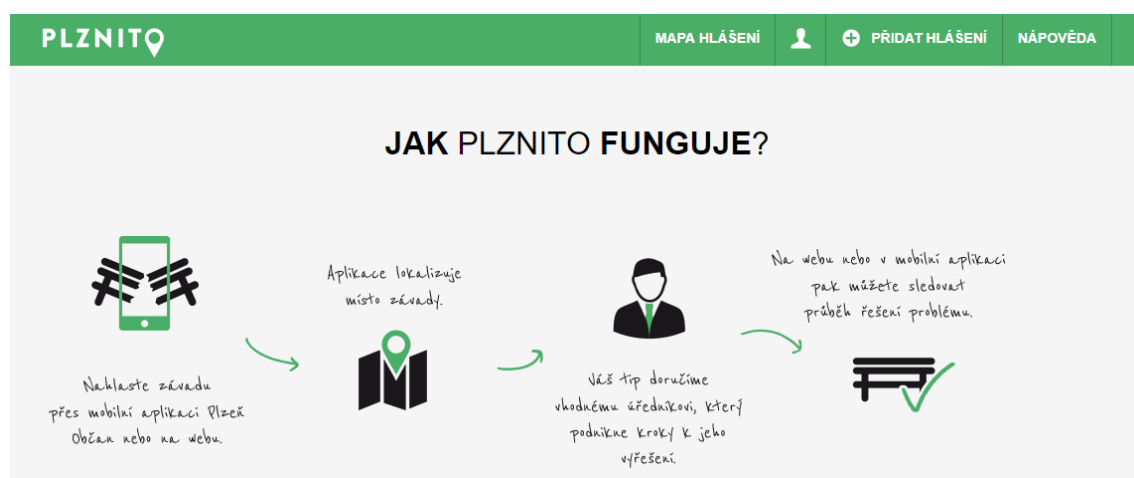 PLZNITO
MAPA HLÁŠENÍ
PŘIDAT HLÁŠENÍ
NÁPOVĚDA
JAK PLZNITO FUNGUJE?
Nahlaste závadu
přes mobilní aplikaci Plzeň
Občan nebo na webu.
Aplikace lokalizuje
místo závady.
Váš tip doručíme
vhodnému úředníkovi, který
podnikne kroky k jeho
vyřešení.
Na webu nebo v mobilní aplikaci
pak můžete sledovat
průběh řešení problému.